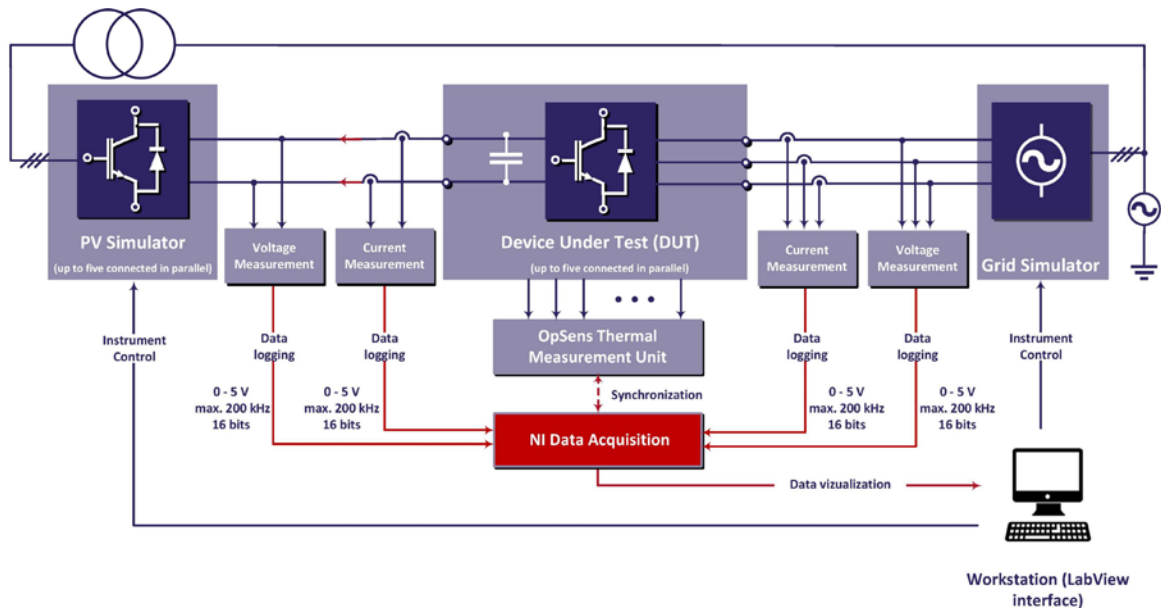 PV Simulator
(up to five connected in parallel)
Voltage
Measurement
Current
Measurement
Device Under Test (DUT)
(up to five connected in parallel)
Current
Measurement
Voltage
Measurement
Grid Simulator
Instrument
Control
Data
logging
Data
logging
OpSens Thermal
Measurement Unit
Data
logging
Data
logging
Instrument
Control
0 - 5 V
max. 200 kHz
16 bits
0 - 5 V
max. 200 kHz
16 bits
Synchronization
0 - 5 V
max. 200 kHz
16 bits
0 - 5 V
max. 200 kHz
16 bits
NI Data Acquisition
Data vizualization
Workstation (LabView
interface)